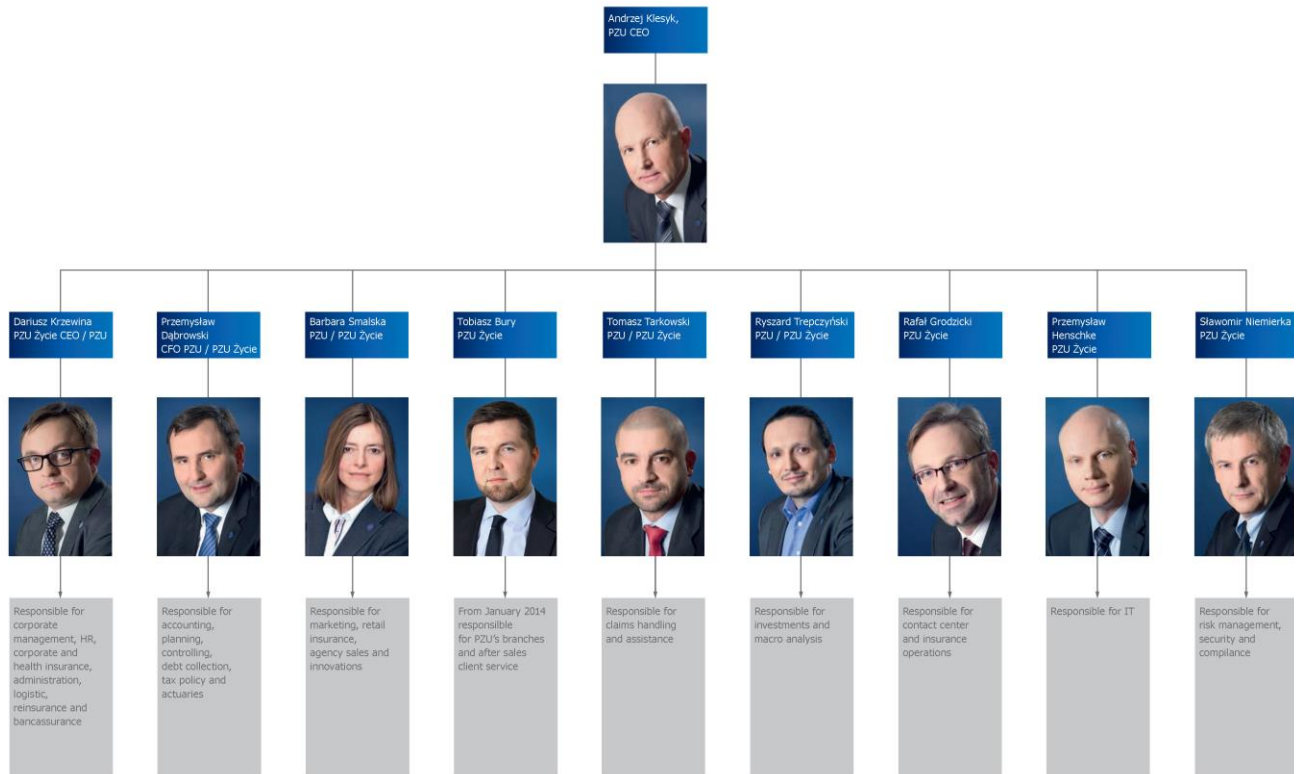 Andrzej Klesyk,
PZU CEO
Dariusz Krzewina
PZU Życie CEO / PZU
Przemysław
Dąbrowski
CFO PZU / PZU Życie
Barbara Smalska
PZU / PZU Życie
Tobiasz Bury
PZU Życie
Tomasz Tarkowski
PZU / PZU Życie
Ryszard Trepczyński
PZU / PZU Życie
Rafał Grodzicki
PZU Życie
Przemysław
Henschke
PZU Życie
Sławomir Niemierka
PZU Życie
Responsible for
corporate
management, HR,
corporate and
health insurance,
administration,
logistic,
reinsurance and
bancassurance
Responsible for
accounting,
planning,
controlling,
debt collection,
tax policy and
actuaries
Responsible for
marketing, retail
insurance,
agency sales and
innovations
From January 2014
responsilble
for PZU's branches
and after sales
client service
Responsible for
claims handling
and assistance
Responsible for
investments and
macro analysis
Responsible for
contact center
and insurance
operations
Responsible for IT
Responsible for
risk management,
security and
compilance